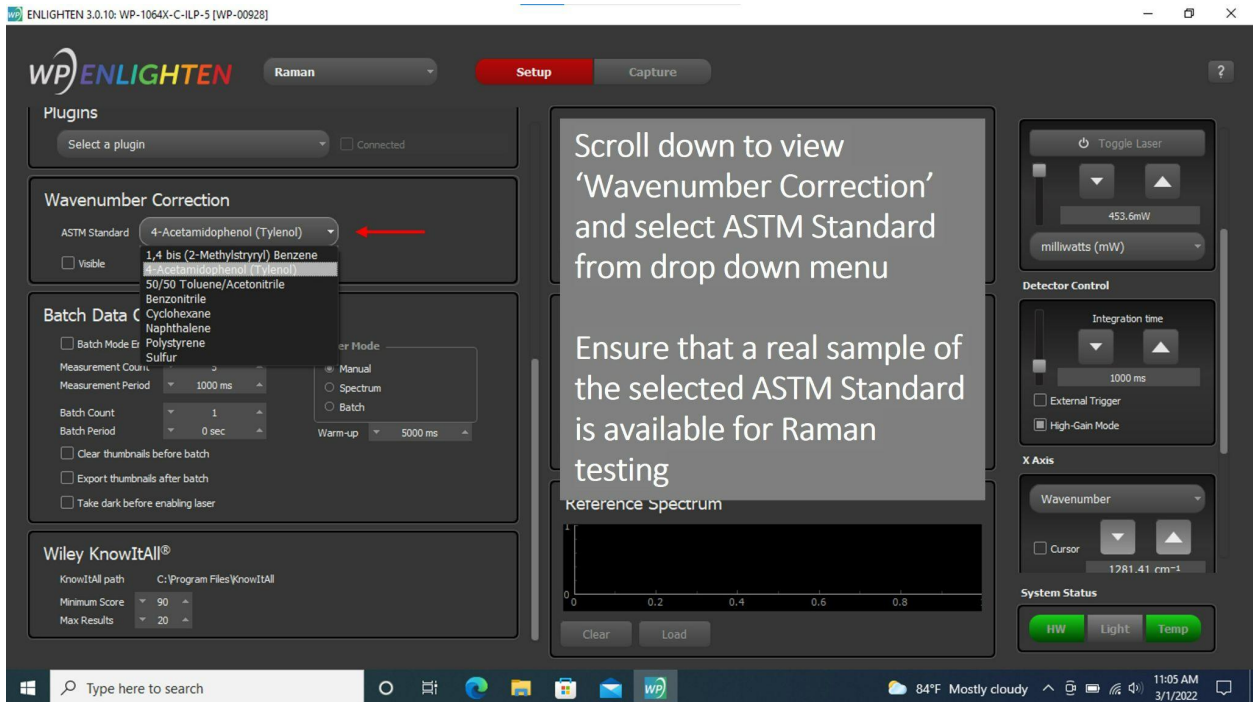 ENLIGHTEN 3.0.10: WP-1064X-C-ILP-5 [WP-00928]
WP ENLIGHTEN
Raman
Setup
Capture
?
Plugins
Select a plugin
Connected
Wavenumber Correction
ASTM Standard
4-Acetamidophenol (Tylenol)
Visible
1,4 bis (2-Methylstryryl) Benzene
4-Acetamidophenol (Tylenol)
50/50 Toluene/Acetonitrile
Benzonitrile
Cyclohexane
Naphthalene
Polystyrene
Sulfur
Batch Data
Batch Mode
Measurement Count
Measurement Period 1000 ms
Batch Count 1
Batch Period 0 sec
Clear thumbnails before batch
Export thumbnails after batch
Take dark before enabling laser
Mode
Manual
Spectrum
Batch
Warm-up 5000 ms
Wiley KnowItAll®
KnowItAll path C:\Program Files\KnowItAll
Minimum Score 90
Max Results 20
Scroll down to view
‘Wavenumber Correction’
and select ASTM Standard
from drop down menu
Ensure that a real sample of
the selected ASTM Standard
is available for Raman
testing
Reference Spectrum
1
0
0 0.2 0.4 0.6 0.8
Clear Load
Toggle Laser
453.6mW
milliwatts (mW)
Detector Control
Integration time
1000 ms
External Trigger
High-Gain Mode
X Axis
Wavenumber
Cursor
1281.41 cm⁻¹
System Status
HW Light Temp
Type here to search
WP
84°F Mostly cloudy
11:05 AM
3/1/2022